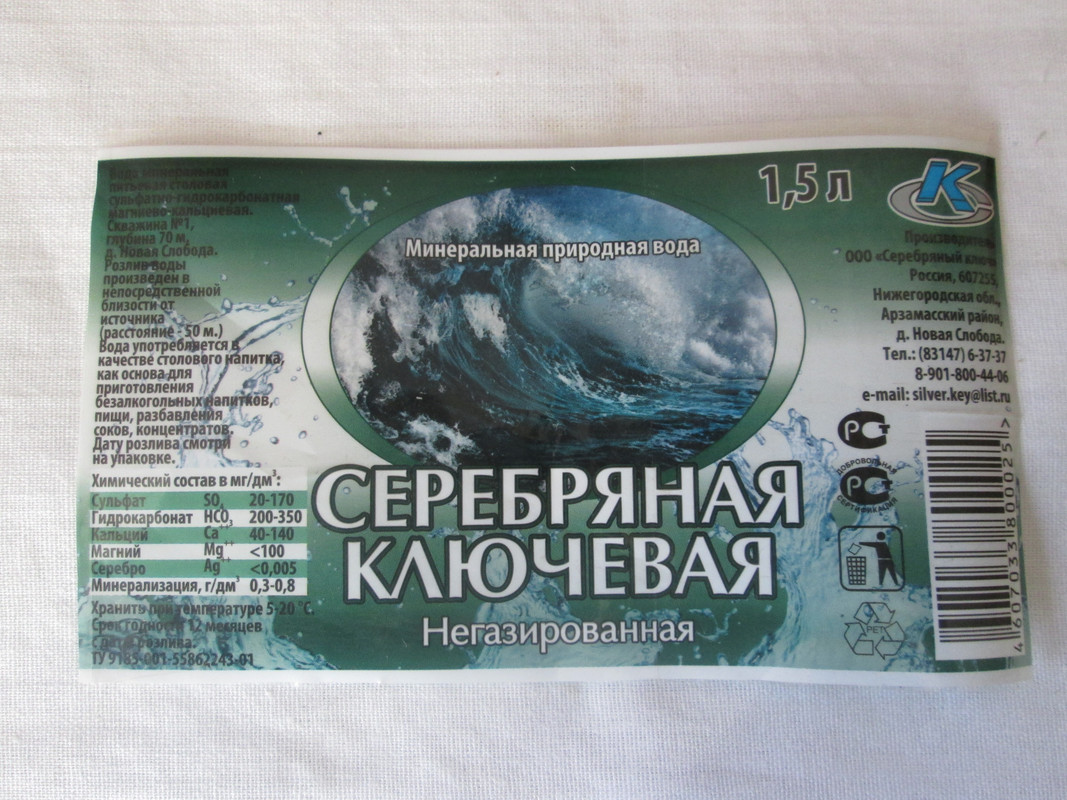 Вода минеральная
питьевая столовая
сульфатно-гидрокарбонатная
магниево-кальциевая.
Скважина №1,
глубина 70 м,
д. Новая Слобода.
Розлив воды
произведен в
непосредственной
близости от
источника
(расстояние - 50 м.)
Вода употребляется в
качестве столового напитка,
как основа для
приготовления
безалкогольных напитков,
пищи, разбавления
соков, концентратов.
Дату розлива смотри
на упаковке.
Химический состав в мг/дм³:
Сульфат SO₄ 20-170
Гидрокарбонат HCO₃ 200-350
Кальций Ca⁺⁺ 40-140
Магний Mg⁺⁺ <100
Серебро Ag⁺ <0,005
Минерализация, г/дм³ 0,3-0,8
Хранить при температуре 5-20 °С.
Срок годности 12 месяцев
с даты розлива.
ТУ 9185-001-55862243-01
Минеральная природная вода
СЕРЕБРЯНАЯ
КЛЮЧЕВАЯ
Негазированная
1,5 л
К
Производитель
ООО «Серебряный ключ»
Россия, 607255,
Нижегородская обл.,
Арзамасский район,
д. Новая Слобода.
Тел.: (83147) 6-37-37
8-901-800-44-06
e-mail: silver.key@list.ru
РСТ
ДОБРОВОЛЬНАЯ
РСТ
СЕРТИФИКАЦИЯ
PET
4 607033 800025 >